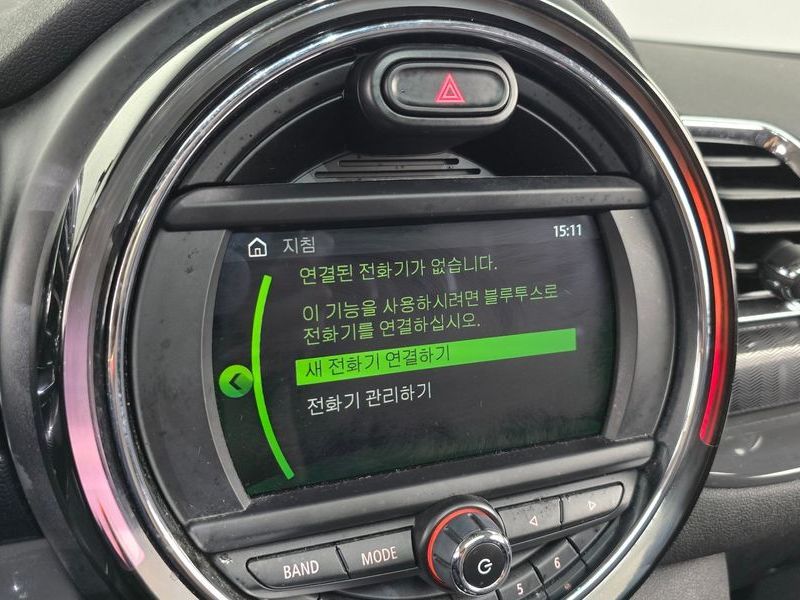 지침
15:11
연결된 전화기가 없습니다.
이 기능을 사용하시려면 블루투스로
전화기를 연결하십시오.
새 전화기 연결하기
전화기 관리하기
BAND
MODE
5
6